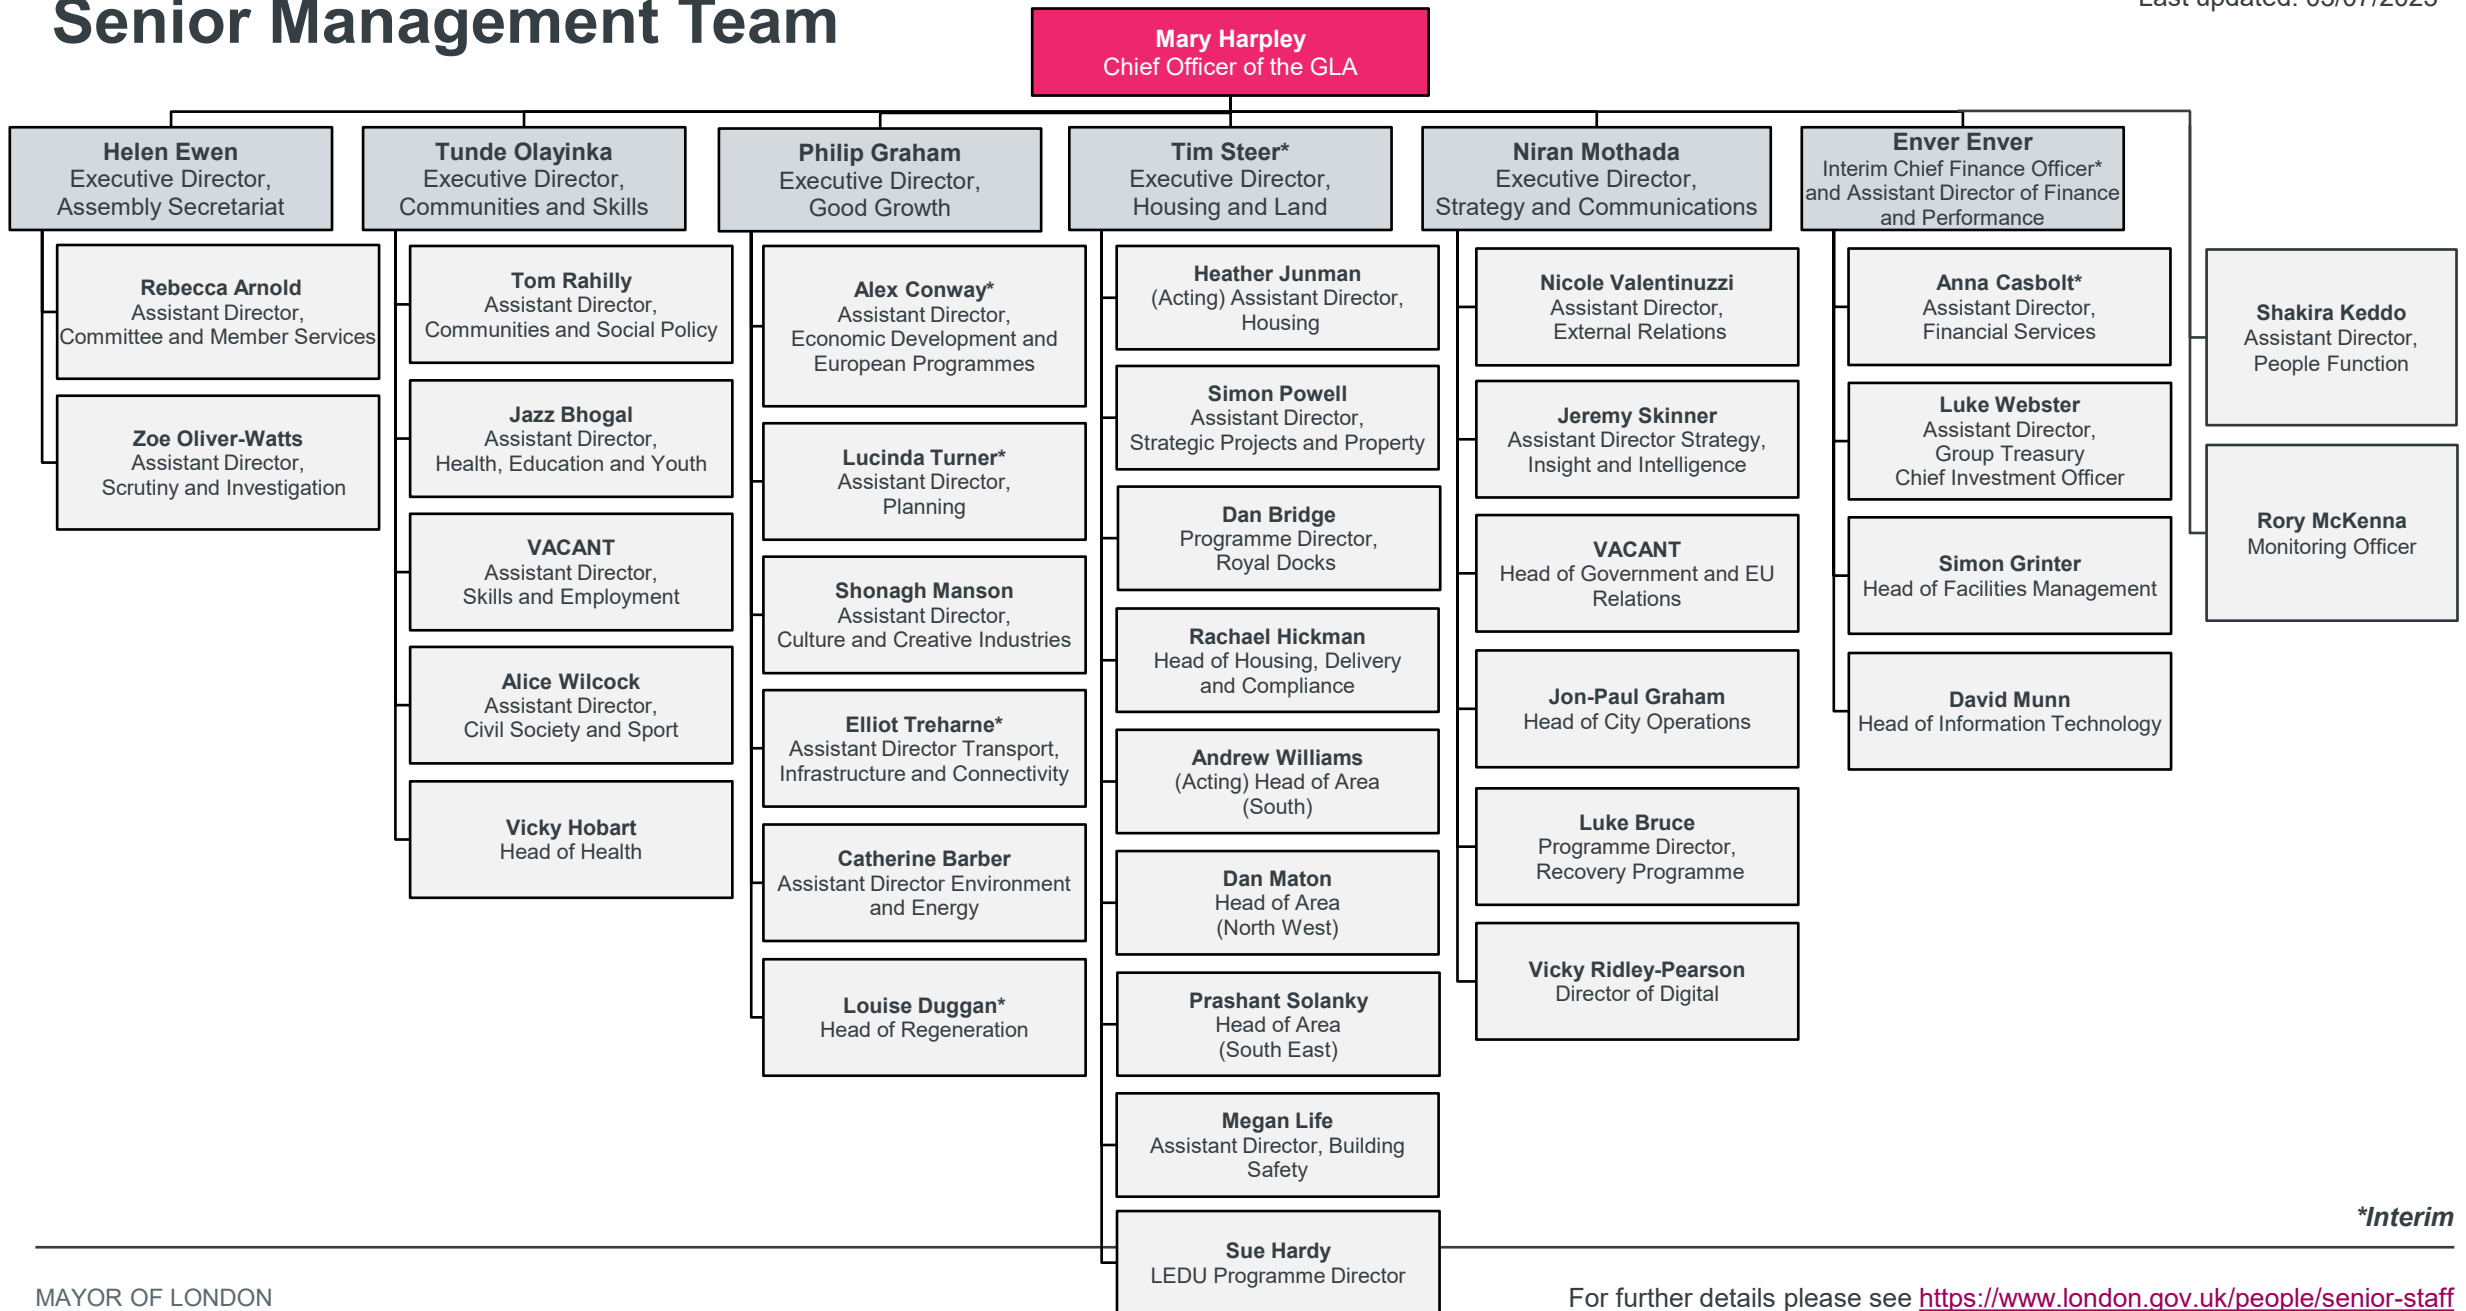 Senior Management Team
Last updated: 03/07/2023
Mary Harpley
Chief Officer of the GLA
Helen Ewen
Executive Director,
Assembly Secretariat
Rebecca Arnold
Assistant Director,
Committee and Member Services
Zoe Oliver-Watts
Assistant Director,
Scrutiny and Investigation
Tunde Olayinka
Executive Director,
Communities and Skills
Tom Rahilly
Assistant Director,
Communities and Social Policy
Jazz Bhogal
Assistant Director,
Health, Education and Youth
VACANT
Assistant Director,
Skills and Employment
Alice Wilcock
Assistant Director,
Civil Society and Sport
Vicky Hobart
Head of Health
Philip Graham
Executive Director,
Good Growth
Alex Conway*
Assistant Director,
Economic Development and
European Programmes
Lucinda Turner*
Assistant Director,
Planning
Shonagh Manson
Assistant Director,
Culture and Creative Industries
Elliot Treharne*
Assistant Director Transport,
Infrastructure and Connectivity
Catherine Barber
Assistant Director Environment
and Energy
Louise Duggan*
Head of Regeneration
Tim Steer*
Executive Director,
Housing and Land
Heather Junman
(Acting) Assistant Director,
Housing
Simon Powell
Assistant Director,
Strategic Projects and Property
Dan Bridge
Programme Director,
Royal Docks
Rachael Hickman
Head of Housing, Delivery
and Compliance
Andrew Williams
(Acting) Head of Area
(South)
Dan Maton
Head of Area
(North West)
Prashant Solanky
Head of Area
(South East)
Megan Life
Assistant Director, Building
Safety
Sue Hardy
LEDU Programme Director
Niran Mothada
Executive Director,
Strategy and Communications
Nicole Valentinuzzi
Assistant Director,
External Relations
Jeremy Skinner
Assistant Director Strategy,
Insight and Intelligence
VACANT
Head of Government and EU
Relations
Jon-Paul Graham
Head of City Operations
Luke Bruce
Programme Director,
Recovery Programme
Vicky Ridley-Pearson
Director of Digital
Enver Enver
Interim Chief Finance Officer*
and Assistant Director of Finance
and Performance
Anna Casbolt*
Assistant Director,
Financial Services
Luke Webster
Assistant Director,
Group Treasury
Chief Investment Officer
Simon Grinter
Head of Facilities Management
David Munn
Head of Information Technology
Shakira Keddo
Assistant Director,
People Function
Rory McKenna
Monitoring Officer
*Interim
MAYOR OF LONDON
For further details please see https://www.london.gov.uk/people/senior-staff